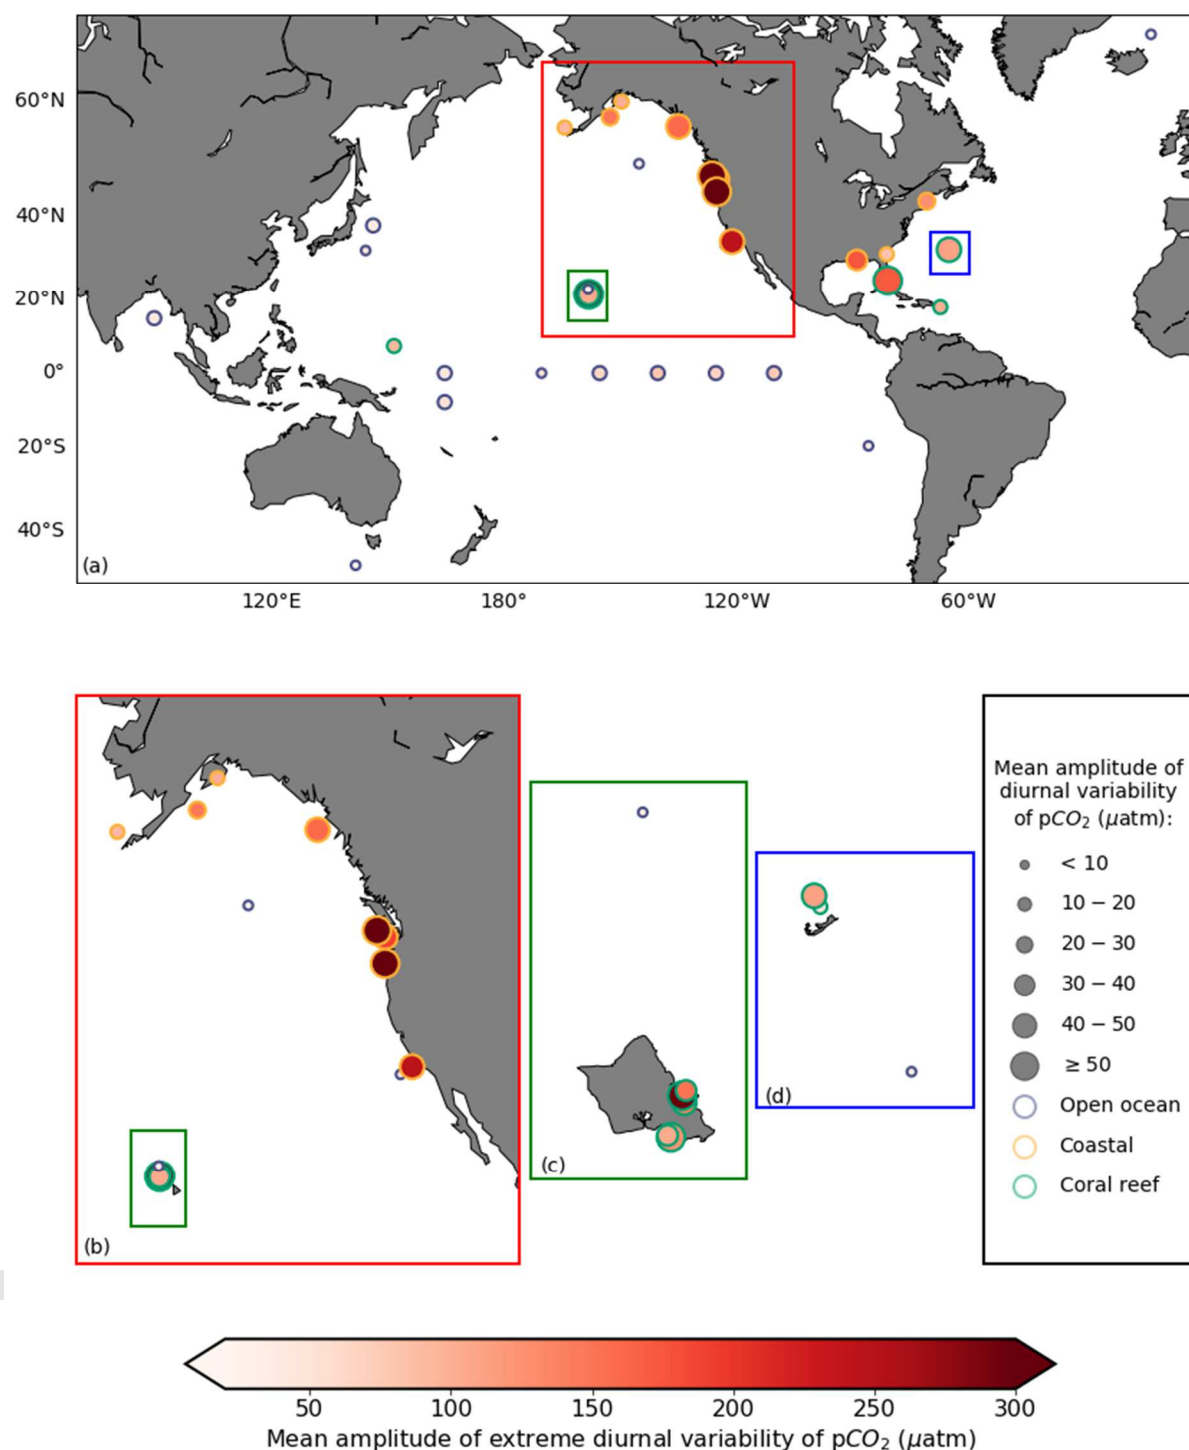 60°N
40°N
20°N
0°
20°S
40°S
(a)
120°E 180° 120°W 60°W
(b)
(c)
(d)
Mean amplitude of
diurnal variability
of pCO₂ (μatm):
< 10
10 − 20
20 − 30
30 − 40
40 − 50
≥ 50
Open ocean
Coastal
Coral reef
50 100 150 200 250 300
Mean amplitude of extreme diurnal variability of pCO₂ (μatm)